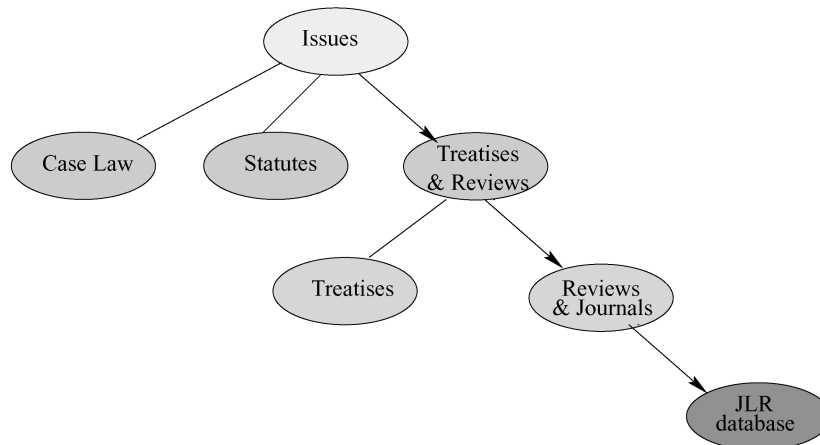 Issues
Case Law
Statutes
Treatises
& Reviews
Treatises
Reviews
& Journals
JLR
database